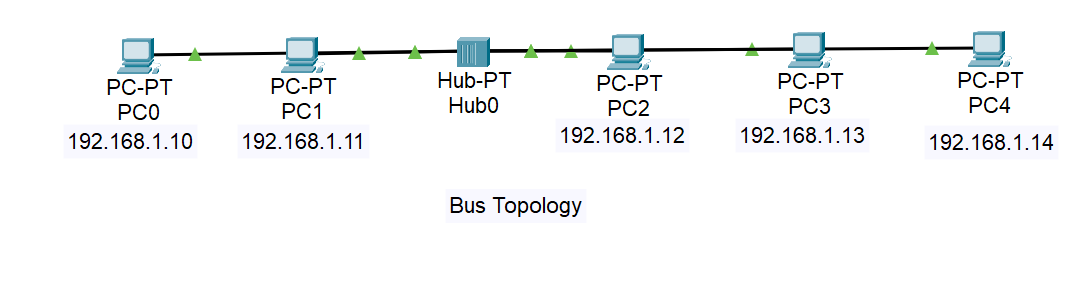 PC-PT
PC0
192.168.1.10
PC-PT
PC1
192.168.1.11
Hub-PT
Hub0
PC-PT
PC2
192.168.1.12
PC-PT
PC3
192.168.1.13
PC-PT
PC4
192.168.1.14
Bus Topology